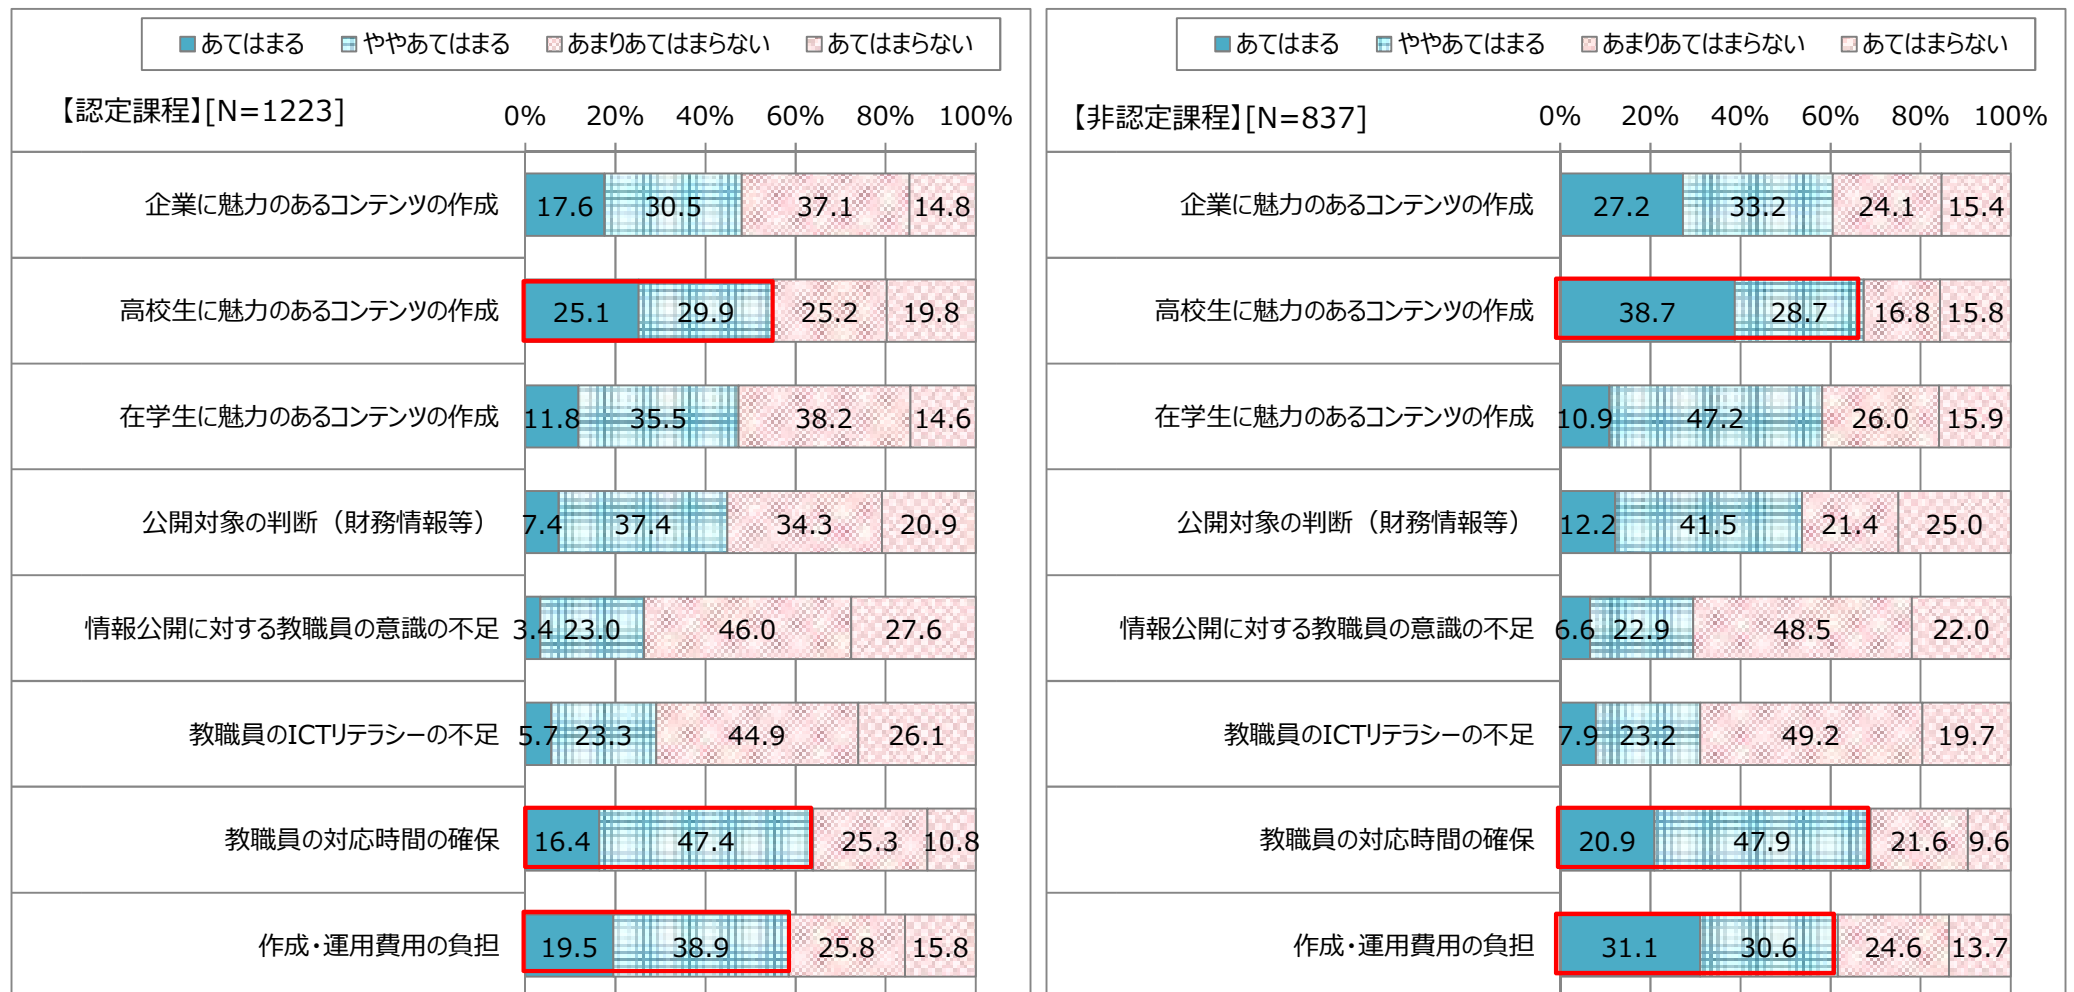 あてはまる ややあてはまる あまりあてはまらない あてはまらない
【認定課程】[N=1223] 0% 20% 40% 60% 80% 100%
企業に魅力のあるコンテンツの作成 17.6 30.5 37.1 14.8
高校生に魅力のあるコンテンツの作成 25.1 29.9 25.2 19.8
在学生に魅力のあるコンテンツの作成 11.8 35.5 38.2 14.6
公開対象の判断（財務情報等） 7.4 37.4 34.3 20.9
情報公開に対する教職員の意識の不足 3.4 23.0 46.0 27.6
教職員のICTリテラシーの不足 5.7 23.3 44.9 26.1
教職員の対応時間の確保 16.4 47.4 25.3 10.8
作成・運用費用の負担 19.5 38.9 25.8 15.8
あてはまる ややあてはまる あまりあてはまらない あてはまらない
【非認定課程】[N=837] 0% 20% 40% 60% 80% 100%
企業に魅力のあるコンテンツの作成 27.2 33.2 24.1 15.4
高校生に魅力のあるコンテンツの作成 38.7 28.7 16.8 15.8
在学生に魅力のあるコンテンツの作成 10.9 47.2 26.0 15.9
公開対象の判断（財務情報等） 12.2 41.5 21.4 25.0
情報公開に対する教職員の意識の不足 6.6 22.9 48.5 22.0
教職員のICTリテラシーの不足 7.9 23.2 49.2 19.7
教職員の対応時間の確保 20.9 47.9 21.6 9.6
作成・運用費用の負担 31.1 30.6 24.6 13.7